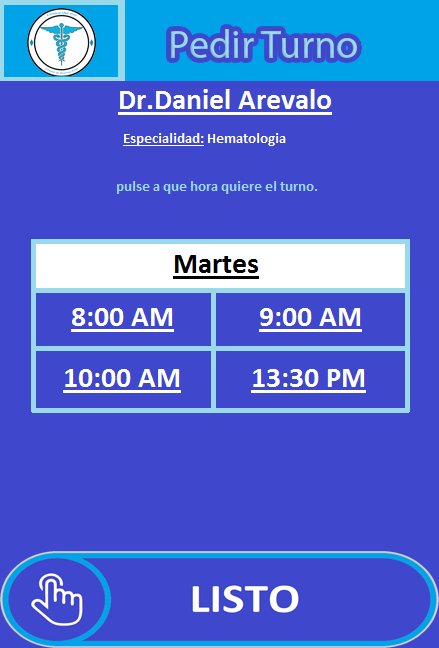 Pedir Turno
Dr.Daniel Arevalo
Especialidad: Hematologia
pulse a que hora quiere el turno.
Martes
8:00 AM
9:00 AM
10:00 AM
13:30 PM
LISTO